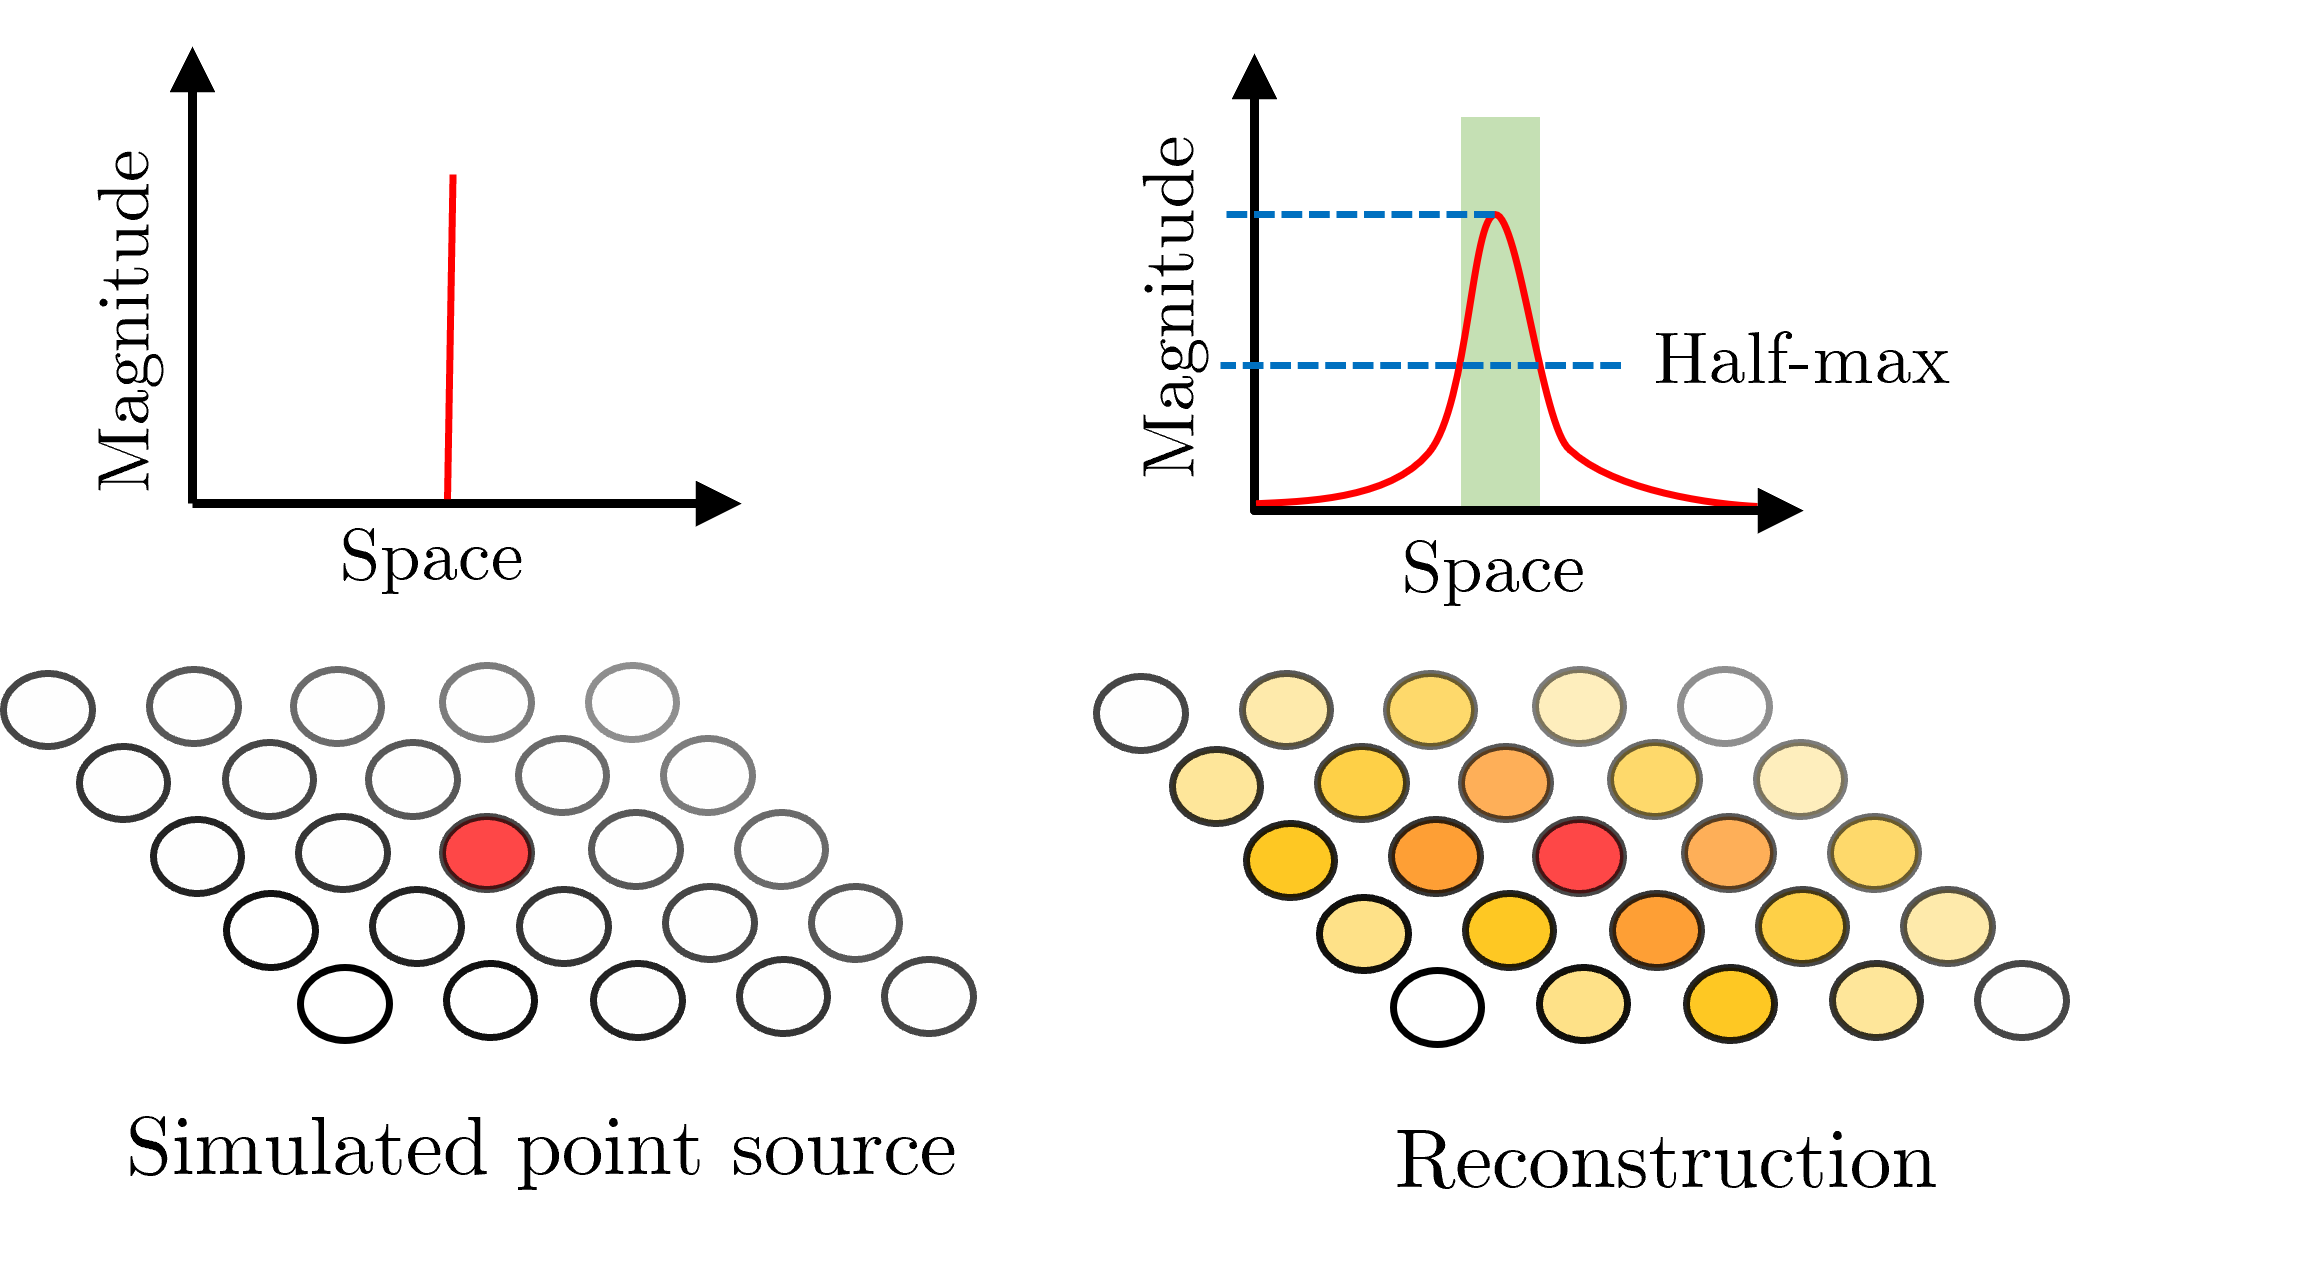 Magnitude
Space
Magnitude
Half-max
Space
Simulated point source
Reconstruction